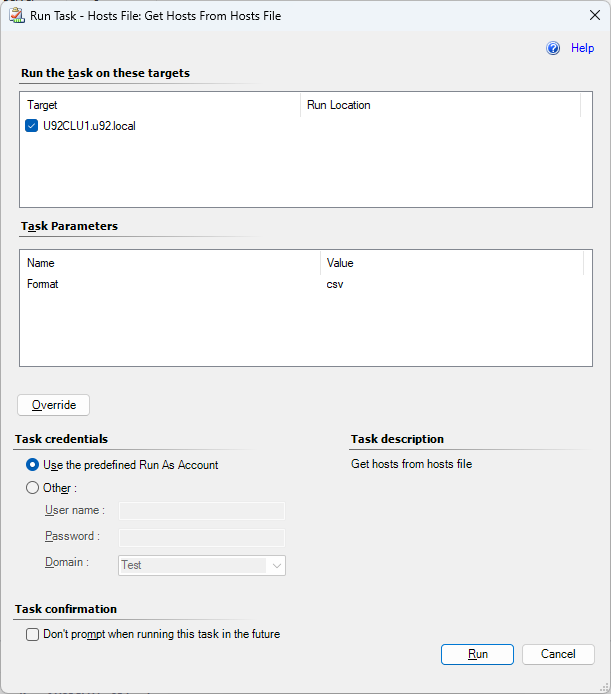 Run Task - Hosts File: Get Hosts From Hosts File
Help
Run the task on these targets
Target Run Location
U92CLU1.u92.local
Task Parameters
Name Value
Format csv
Override
Task credentials
Task description
Use the predefined Run As Account
Get hosts from hosts file
Other :
User name :
Password :
Domain : Test
Task confirmation
Don't prompt when running this task in the future
Run Cancel